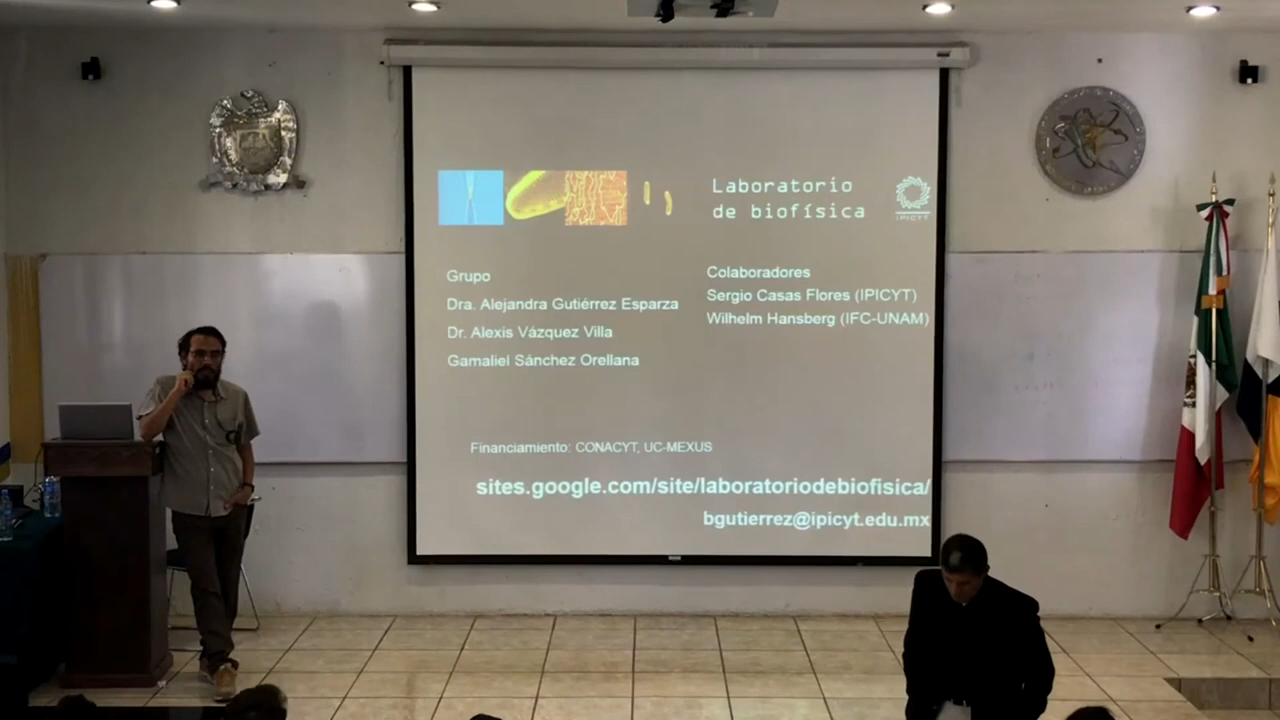 Laboratorio
de biofísica
IPICYT
Grupo
Dra. Alejandra Gutiérrez Esparza
Dr. Alexis Vázquez Villa
Gamaliel Sánchez Orellana
Colaboradores
Sergio Casas Flores (IPICYT)
Wilhelm Hansberg (IFC-UNAM)
Financiamiento: CONACYT, UC-MEXUS
sites.google.com/site/laboratoriodebiofisica/
bgutierrez@ipicyt.edu.mx